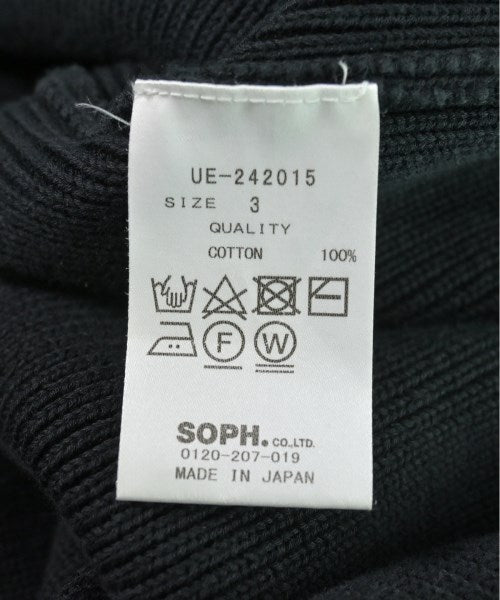 UE-242015
SIZE 3
QUALITY
COTTON 100%
F W
SOPH. CO.,LTD.
0120-207-019
MADE IN JAPAN